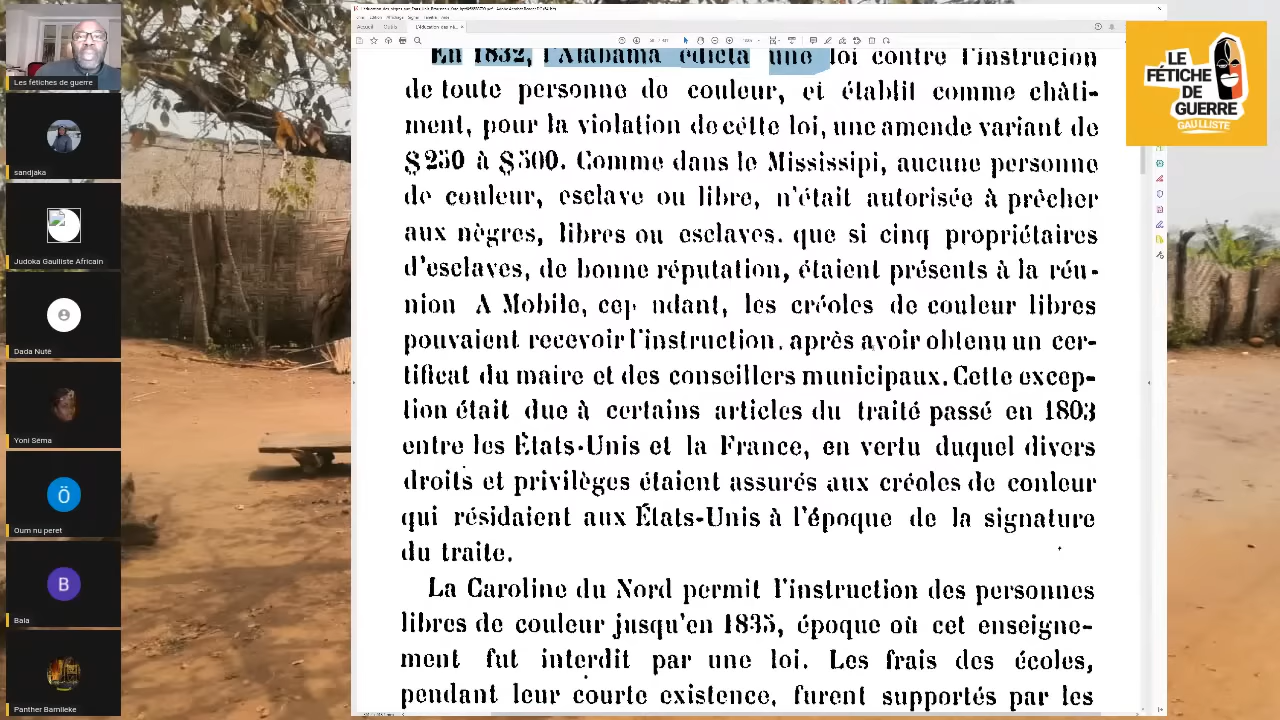 Les fétiches de guerre
sandjaka
Judoka Gaulliste Africain
Dada Nuté
Yoni Séma
Ö
Oum nu peret
B
Bala
Panther Bamileke
Accueil Outils
En 1832, l'Alabama édicta une loi contre l'instrucion
de toute personne de couleur, et établit comme châti-
ment, pour la violation de cette loi, une amende variant de
$250 à $500. Comme dans le Mississipi, aucune personne
de couleur, esclave ou libre, n'était autorisée à prêcher
aux nègres, libres ou esclaves. que si cinq propriétaires
d'esclaves, de bonne réputation, étaient présents à la réu-
nion A Mobile, cep ndant, les créoles de couleur libres
pouvaient recevoir l'instruction, après avoir obtenu un cer-
tificat du maire et des conseillers municipaux. Cette excep-
tion était due à certains articles du traité passé en 1803
entre les États-Unis et la France, en vertu duquel divers
droits et privilèges étaient assurés aux créoles de couleur
qui résidaient aux États-Unis à l'époque de la signature
du traite.
La Caroline du Nord permit l'instruction des personnes
libres de couleur jusqu'en 1835, époque où cet enseigne-
ment fut interdit par une loi. Les frais des écoles,
pendant leur courte existence, furent supportés par les
LE
FÉTICHE
DE
GUERRE
GAULLISTE